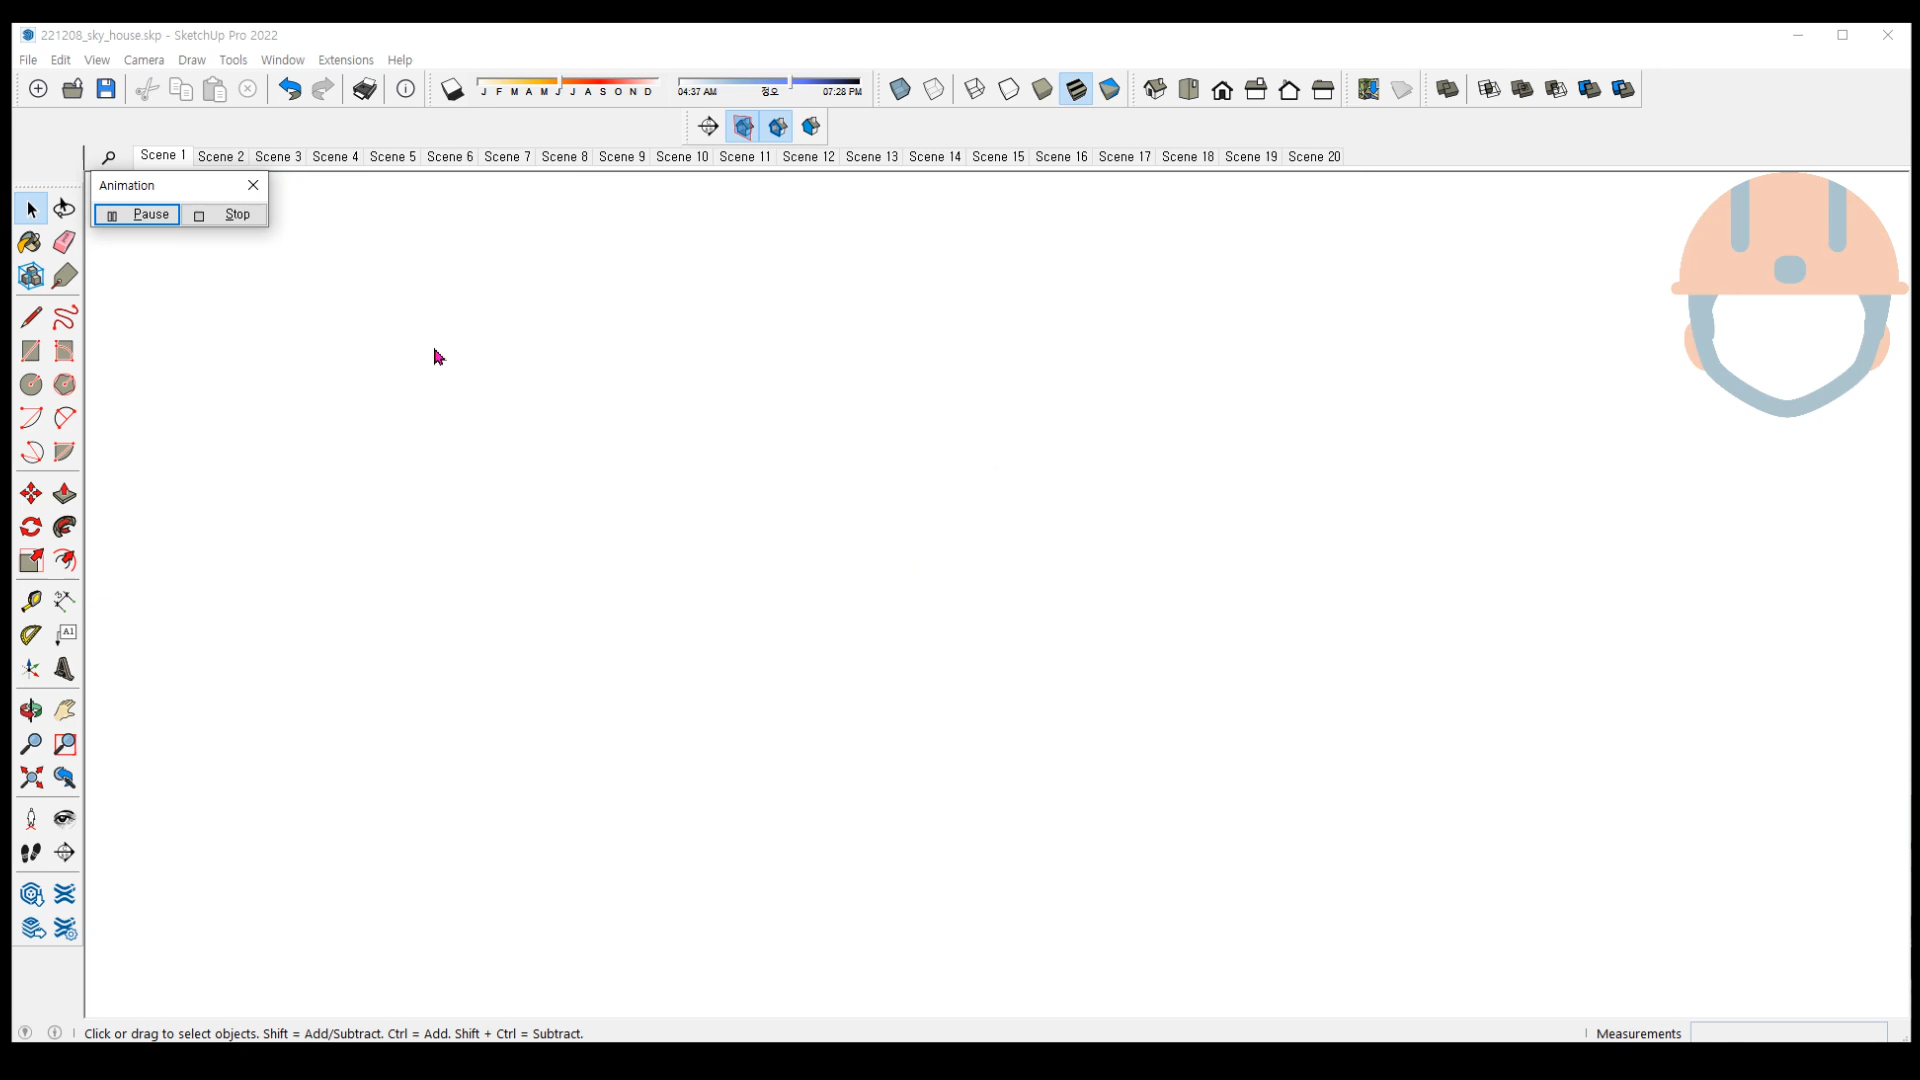 221208_sky_house.skp - SketchUp Pro 2022
File Edit View Camera Draw Tools Window Extensions Help
J F M A M J J A S O N D
04:37 AM 정오 07:28 PM
Scene 1 Scene 2 Scene 3 Scene 4 Scene 5 Scene 6 Scene 7 Scene 8 Scene 9 Scene 10 Scene 11 Scene 12 Scene 13 Scene 14 Scene 15 Scene 16 Scene 17 Scene 18 Scene 19 Scene 20
Animation
Pause Stop
A1
Click or drag to select objects. Shift = Add/Subtract. Ctrl = Add. Shift + Ctrl = Subtract.
Measurements